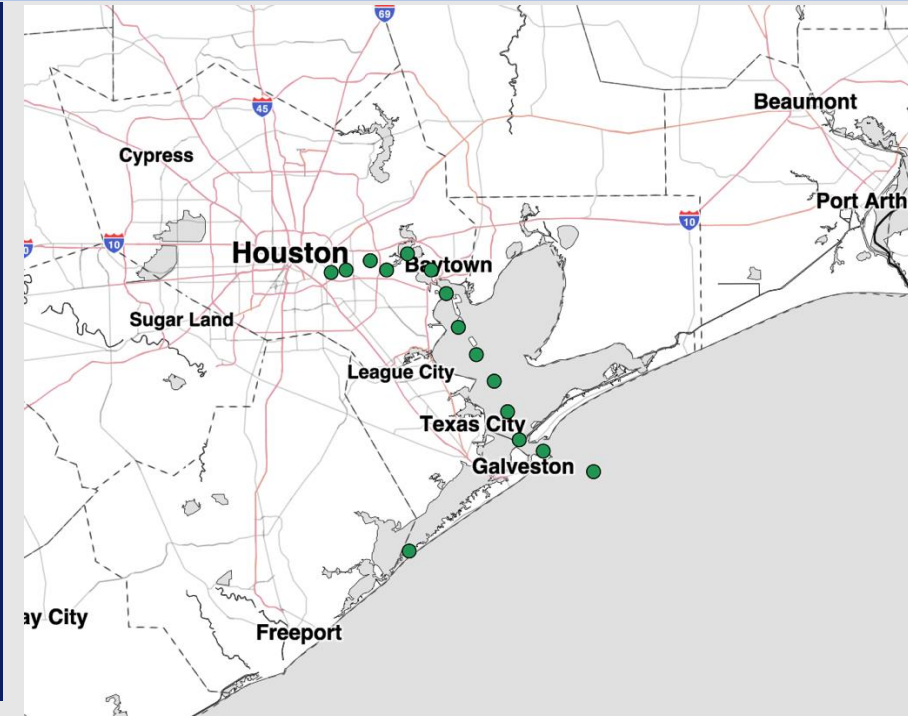 69
45
Beaumont
Cypress
Port Arth
10
10
Houston
Baytown
Sugar Land
League City
Texas City
Galveston
ay City
Freeport